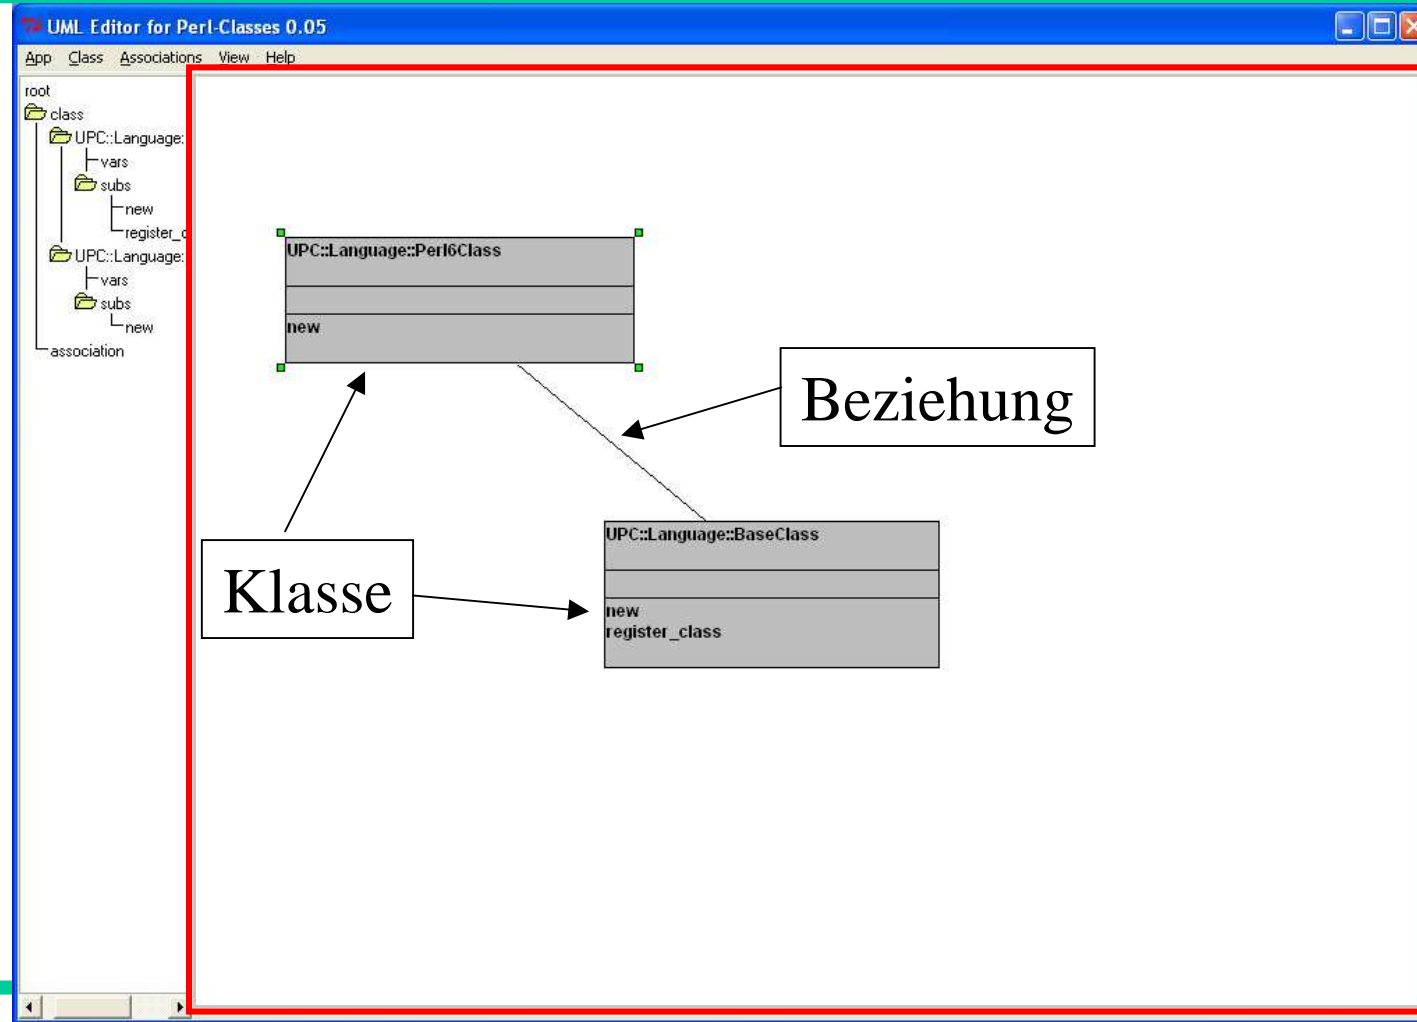 UML Editor for Perl-Classes 0.05
App Class Associations View Help
root
class
UPC::Language:
vars
subs
new
register_c
UPC::Language:
vars
subs
new
association
UPC::Language::Perl6Class
new
Beziehung
Klasse
UPC::Language::BaseClass
new
register_class